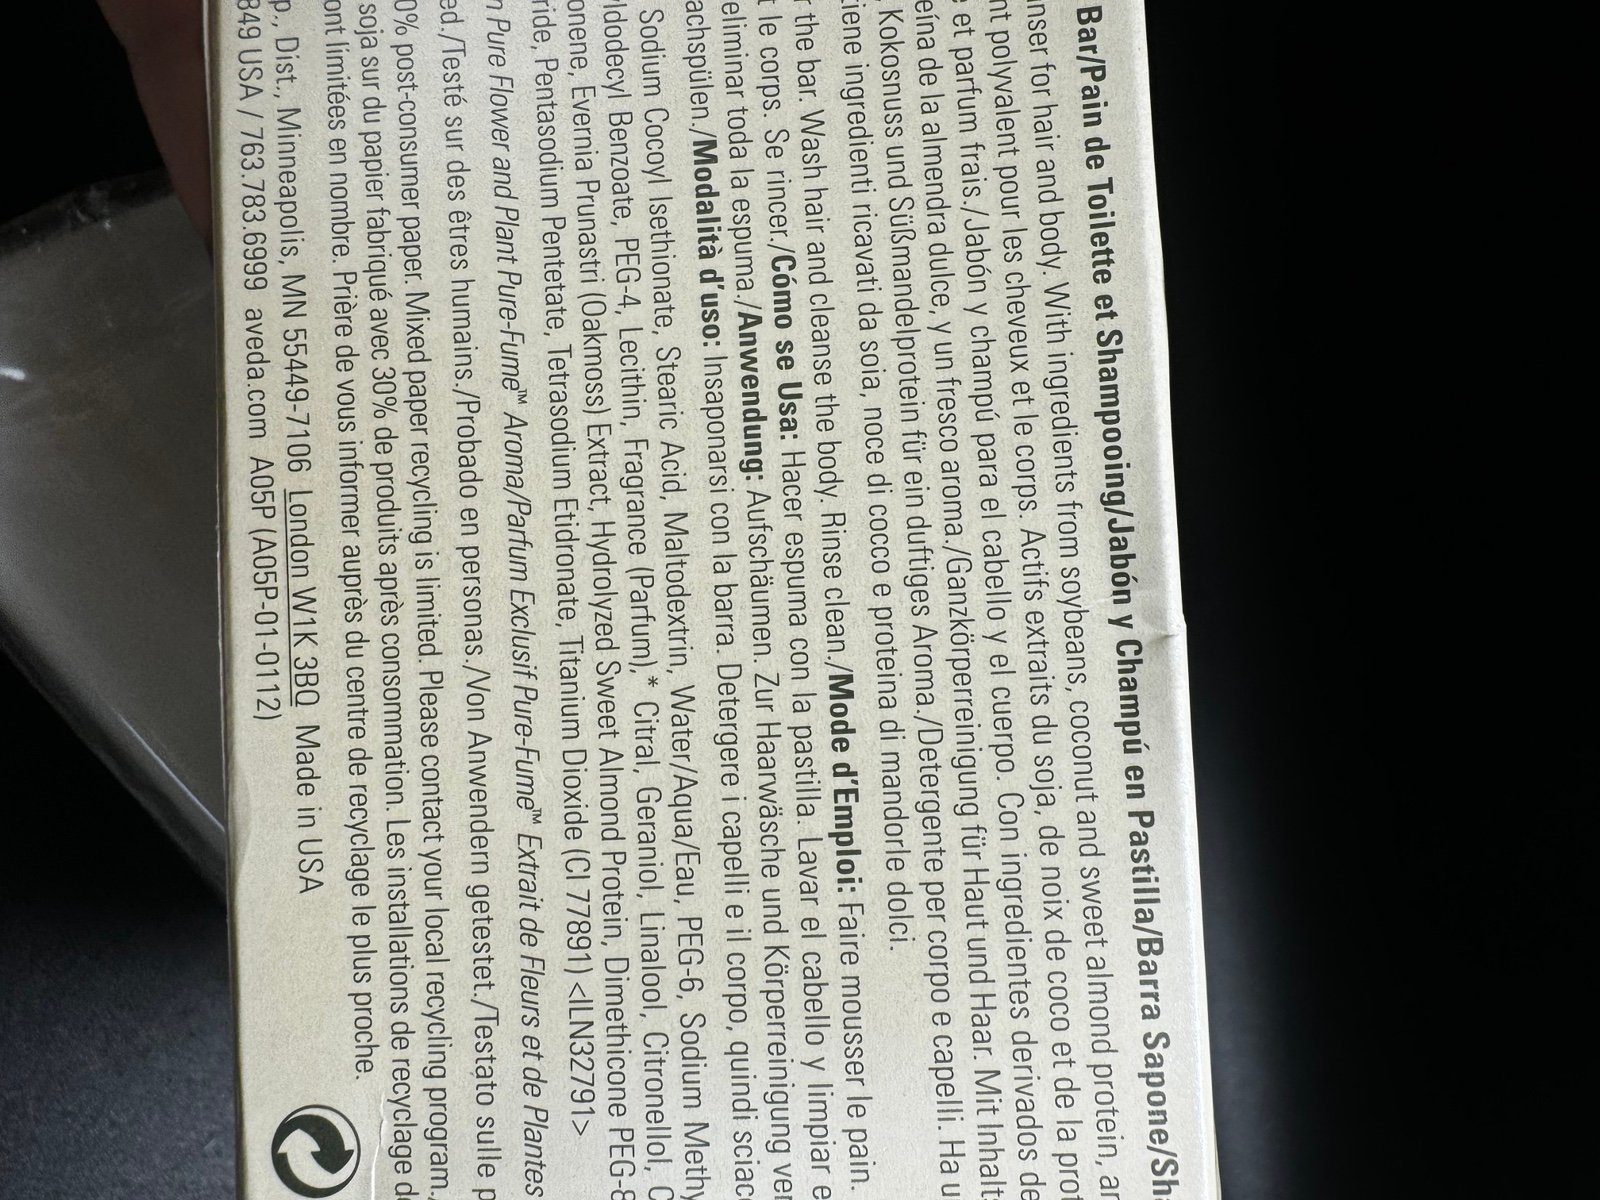 Bar/Pain de Toilette et Shampooing/Jabón y Champú en Pastilla/Barra Sapone/
for hair and body. With ingredients from soybeans, coconut and sweet almond protein,
polyvalent pour les cheveux et le corps. Actifs extraits du soja, de noix de coco et de la
et parfum frais./Jabón y champú para el cabello y el cuerpo. Con ingredientes derivados de
de la almendra dulce, y un fresco aroma./Ganzkörperreinigung für Haut und Haar. Mit
Kokosnuss und Süßmandelprotein für ein duftiges Aroma./Detergente per corpo e capelli. Ha
ingredienti ricavati da soia, noce di cocco e proteina di mandorle dolci.
the bar. Wash hair and cleanse the body. Rinse clean./Mode d'Emploi: Faire mousser le pain.
le corps. Se rincer./Cómo se Usa: Hacer espuma con la pastilla. Lavar el cabello y limpiar
eliminar toda la espuma./Anwendung: Aufschäumen. Zur Haarwäsche und Körperreinigung
achspülen./Modalità d'uso: Insaponarsi con la barra. Detergere i capelli e il corpo, quindi
Sodium Cocoyl Isethionate, Stearic Acid, Maltodextrin, Water/Aqua/Eau, PEG-6, Sodium
Benzoate, PEG-4, Lecithin, Fragrance (Parfum),* Citral, Geraniol, Linalool, Citronellol,
onene, Evernia Prunastri (Oakmoss) Extract, Hydrolyzed Sweet Almond Protein, Dimethicone
ride, Pentasodium Pentetate, Tetrasodium Etidronate, Titanium Dioxide (CI 77891) <ILN32791>
Pure Flower and Plant Pure-Fume™ Aroma/Parfum Exclusif Pure-Fume™ Extrait de Fleurs et de Plantes
ed./Testé sur des êtres humains./Probado en personas./Von Anwendern getestet./Testato sulle
0% post-consumer paper. Mixed paper recycling is limited. Please contact your local recycling program.
soja sur du papier fabriqué avec 30% de produits après consommation. Les installations de recyclage
ont limitées en nombre. Prière de vous informer auprès du centre de recyclage le plus proche.
p., Dist., Minneapolis, MN 55449-7106 London W1K 3BQ Made in USA
849 USA / 763.783.6999 aveda.com A05P (A05P-01-0112)